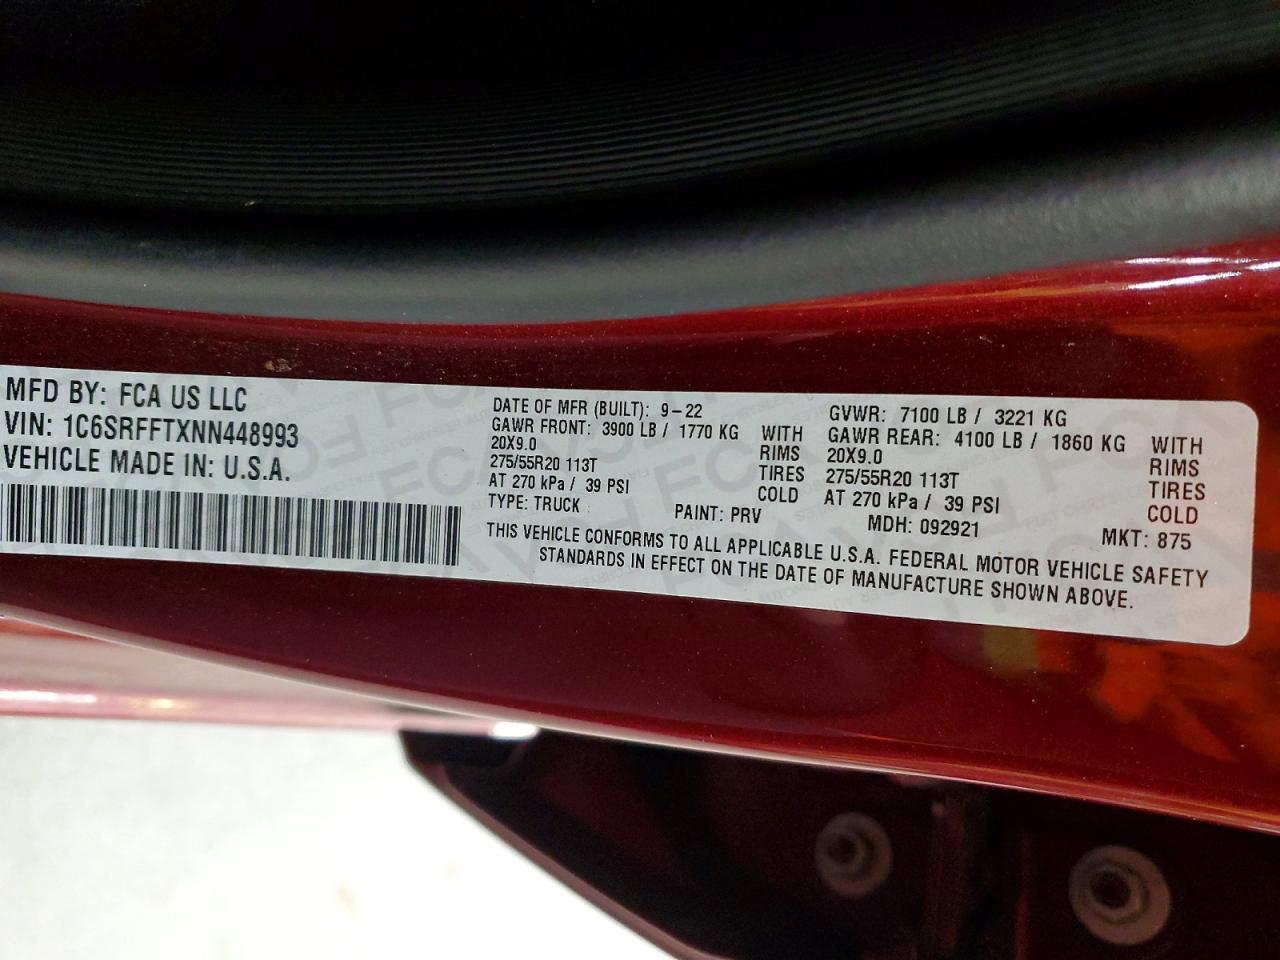 MFD BY: FCA US LLC
VIN: 1C6SRFFTXNN448993
VEHICLE MADE IN: U.S.A.
DATE OF MFR (BUILT): 9-22
GAWR FRONT: 3900 LB / 1770 KG WITH
20X9.0 RIMS
275/55R20 113T TIRES
AT 270 kPa / 39 PSI COLD
TYPE: TRUCK PAINT: PRV
GVWR: 7100 LB / 3221 KG
GAWR REAR: 4100 LB / 1860 KG WITH
20X9.0 RIMS
275/55R20 113T TIRES
AT 270 kPa / 39 PSI COLD
MDH: 092921 MKT: 875
THIS VEHICLE CONFORMS TO ALL APPLICABLE U.S.A. FEDERAL MOTOR VEHICLE SAFETY
STANDARDS IN EFFECT ON THE DATE OF MANUFACTURE SHOWN ABOVE.